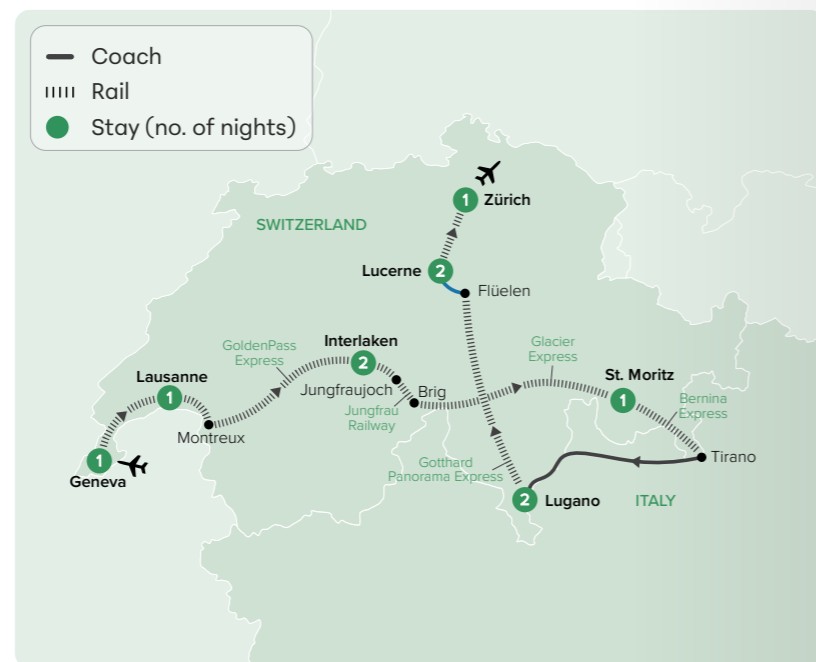 Coach
Rail
Stay (no. of nights)
1
Zürich
SWITZERLAND
Lucerne
2
Flüelen
GoldenPass
Express
Interlaken
2
Glacier
Express
Lausanne
1
Jungfraujoch
Brig
St. Moritz
1
Jungfrau
Railway
Bernina
Express
Montreux
1
Geneva
Gotthard
Panorama Express
Tirano
2
Lugano
ITALY